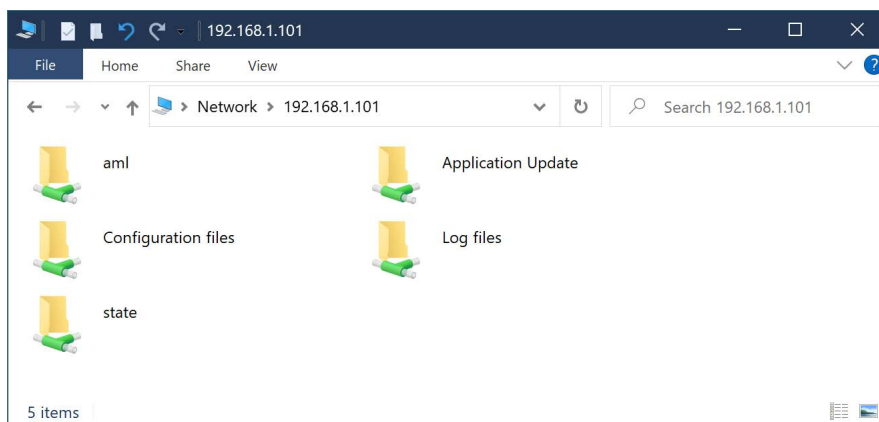 192.168.1.101
File Home Share View
Network 192.168.1.101 Search 192.168.1.101
aml Application Update
Configuration files Log files
state
5 items